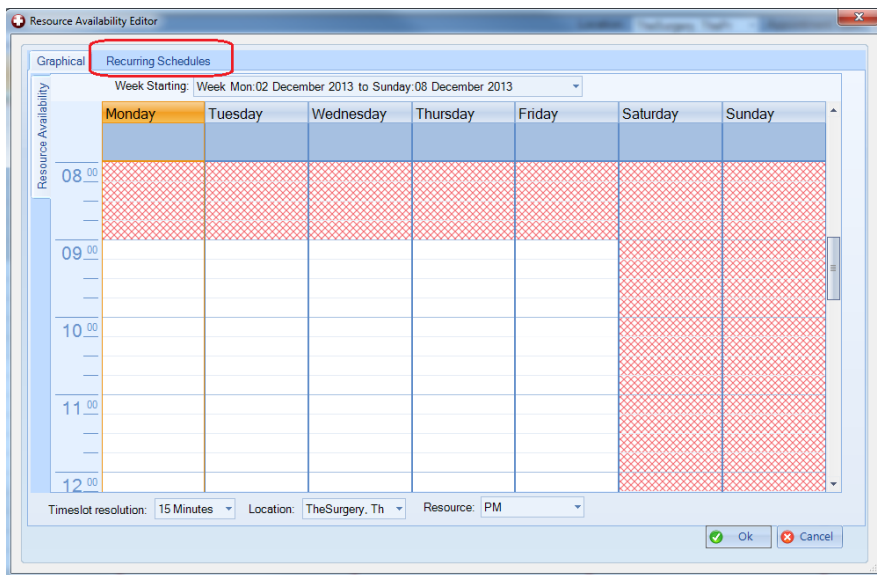 Resource Availability Editor
Graphical Recurring Schedules
Resource Availability
Week Starting: Week Mon:02 December 2013 to Sunday:08 December 2013
Monday Tuesday Wednesday Thursday Friday Saturday Sunday
08 00
09 00
10 00
11 00
12 00
Timeslot resolution: 15 Minutes Location: TheSurgery, Th Resource: PM
Ok Cancel